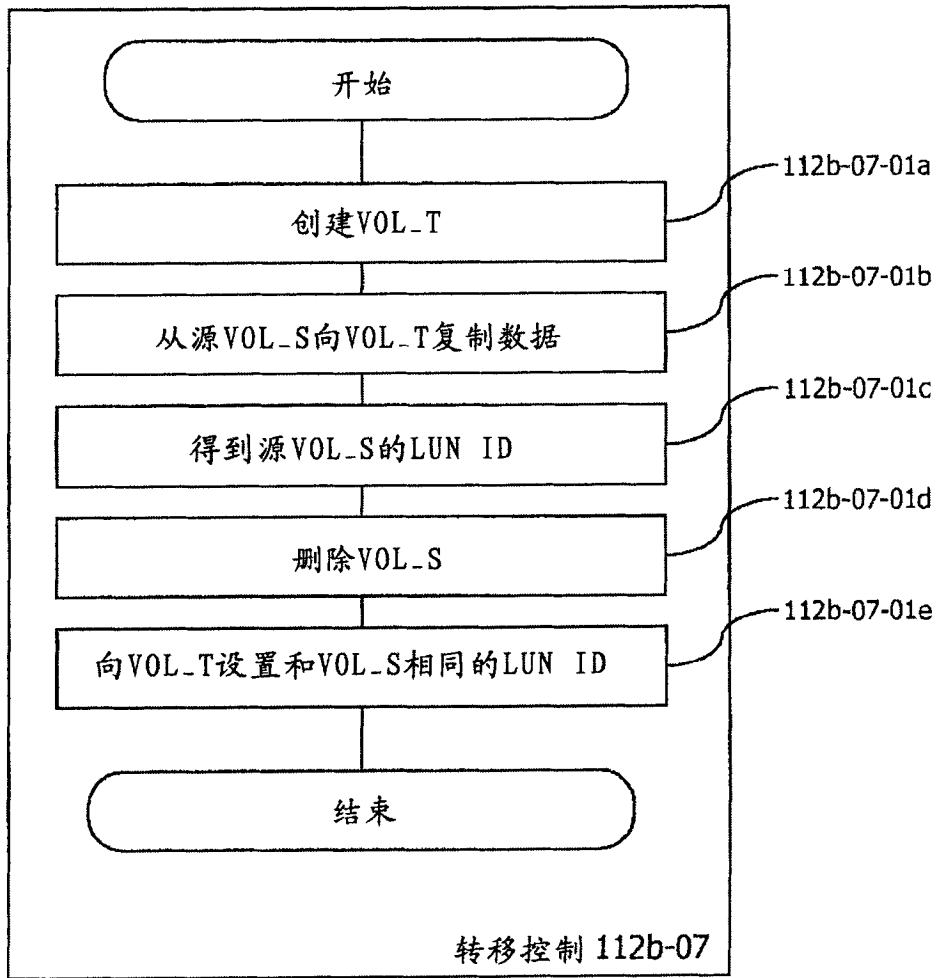 开始
创建VOL_T
112b-07-01a
从源VOL_S向VOL_T复制数据
112b-07-01b
得到源VOL_S的LUN ID
112b-07-01c
删除VOL_S
112b-07-01d
向VOL_T设置和VOL_S相同的LUN ID
112b-07-01e
结束
转移控制 112b-07